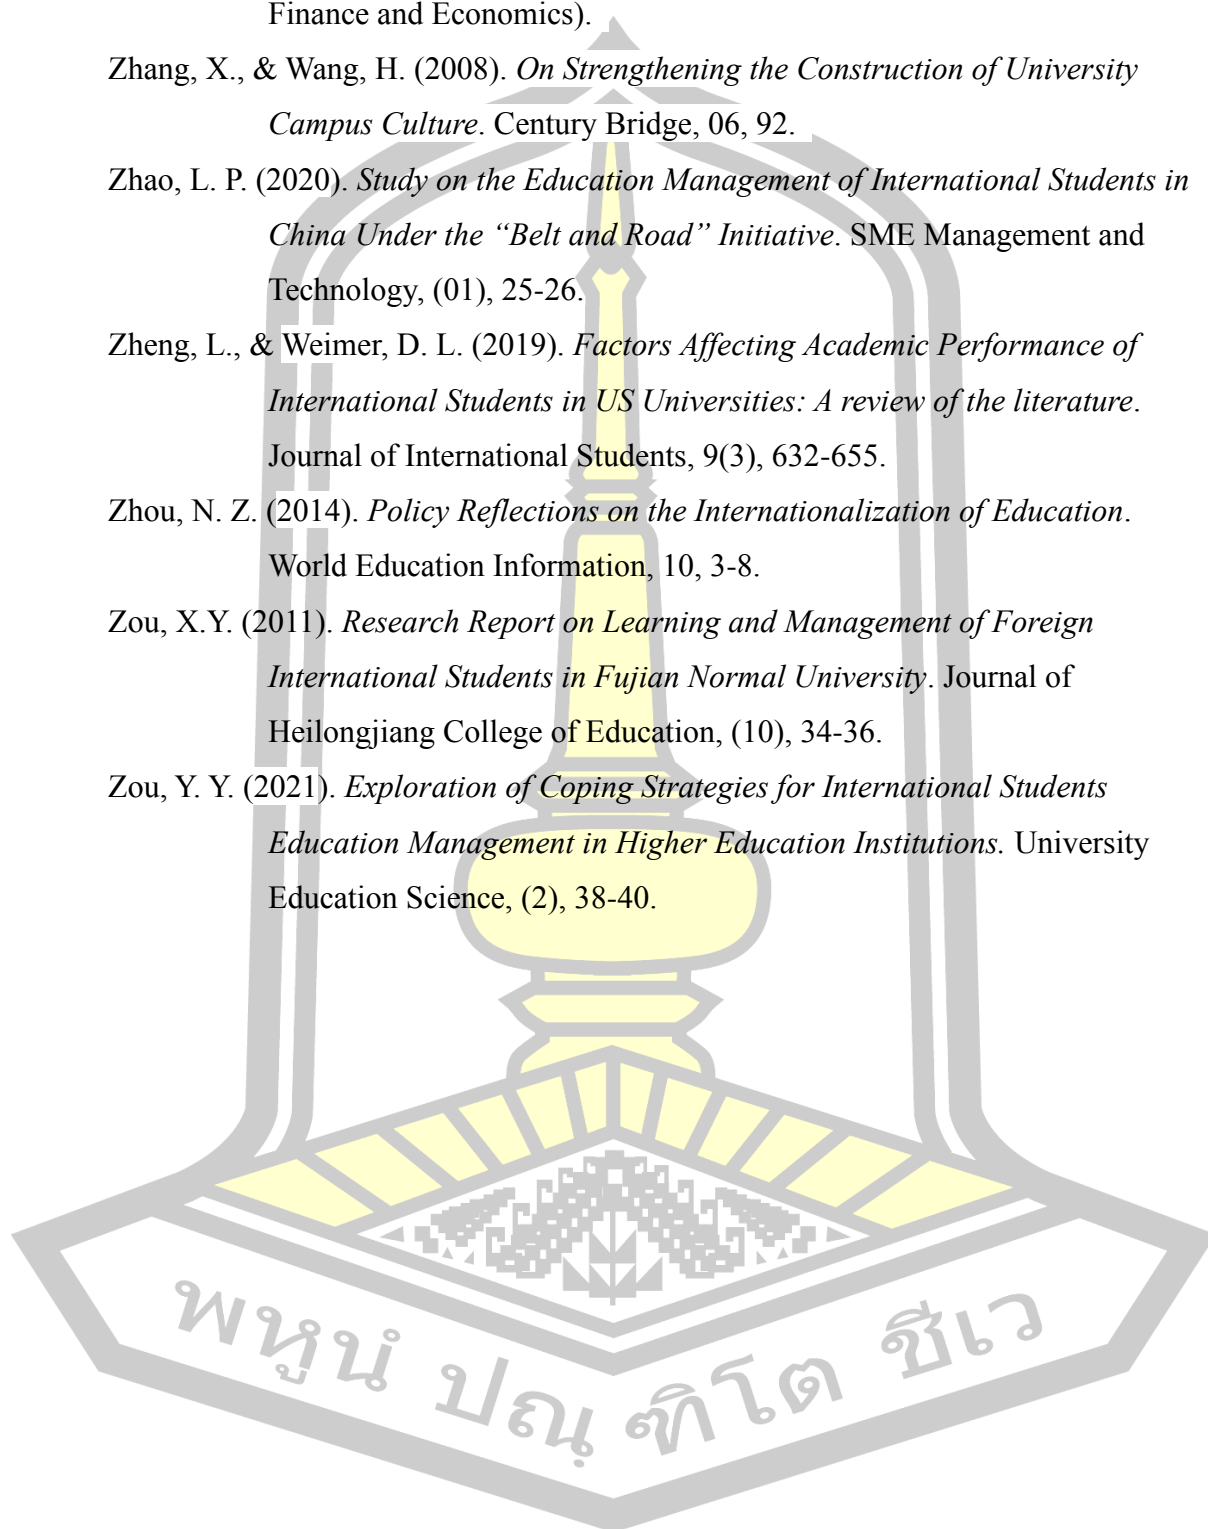 Finance and Economics).
Zhang, X., & Wang, H. (2008). On Strengthening the Construction of University
Campus Culture. Century Bridge, 06, 92.
Zhao, L. P. (2020). Study on the Education Management of International Students in
China Under the “Belt and Road” Initiative. SME Management and
Technology, (01), 25-26.
Zheng, L., & Weimer, D. L. (2019). Factors Affecting Academic Performance of
International Students in US Universities: A review of the literature.
Journal of International Students, 9(3), 632-655.
Zhou, N. Z. (2014). Policy Reflections on the Internationalization of Education.
World Education Information, 10, 3-8.
Zou, X.Y. (2011). Research Report on Learning and Management of Foreign
International Students in Fujian Normal University. Journal of
Heilongjiang College of Education, (10), 34-36.
Zou, Y. Y. (2021). Exploration of Coping Strategies for International Students
Education Management in Higher Education Institutions. University
Education Science, (2), 38-40.
พหูนํ ปณฺฑิโต ชีเว